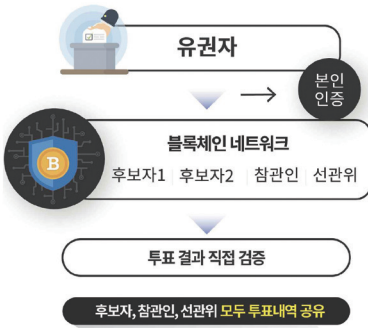 유권자
본인
인증
블록체인 네트워크
후보자1 후보자2 참관인 선관위
투표 결과 직접 검증
후보자, 참관인, 선관위 모두 투표내역 공유